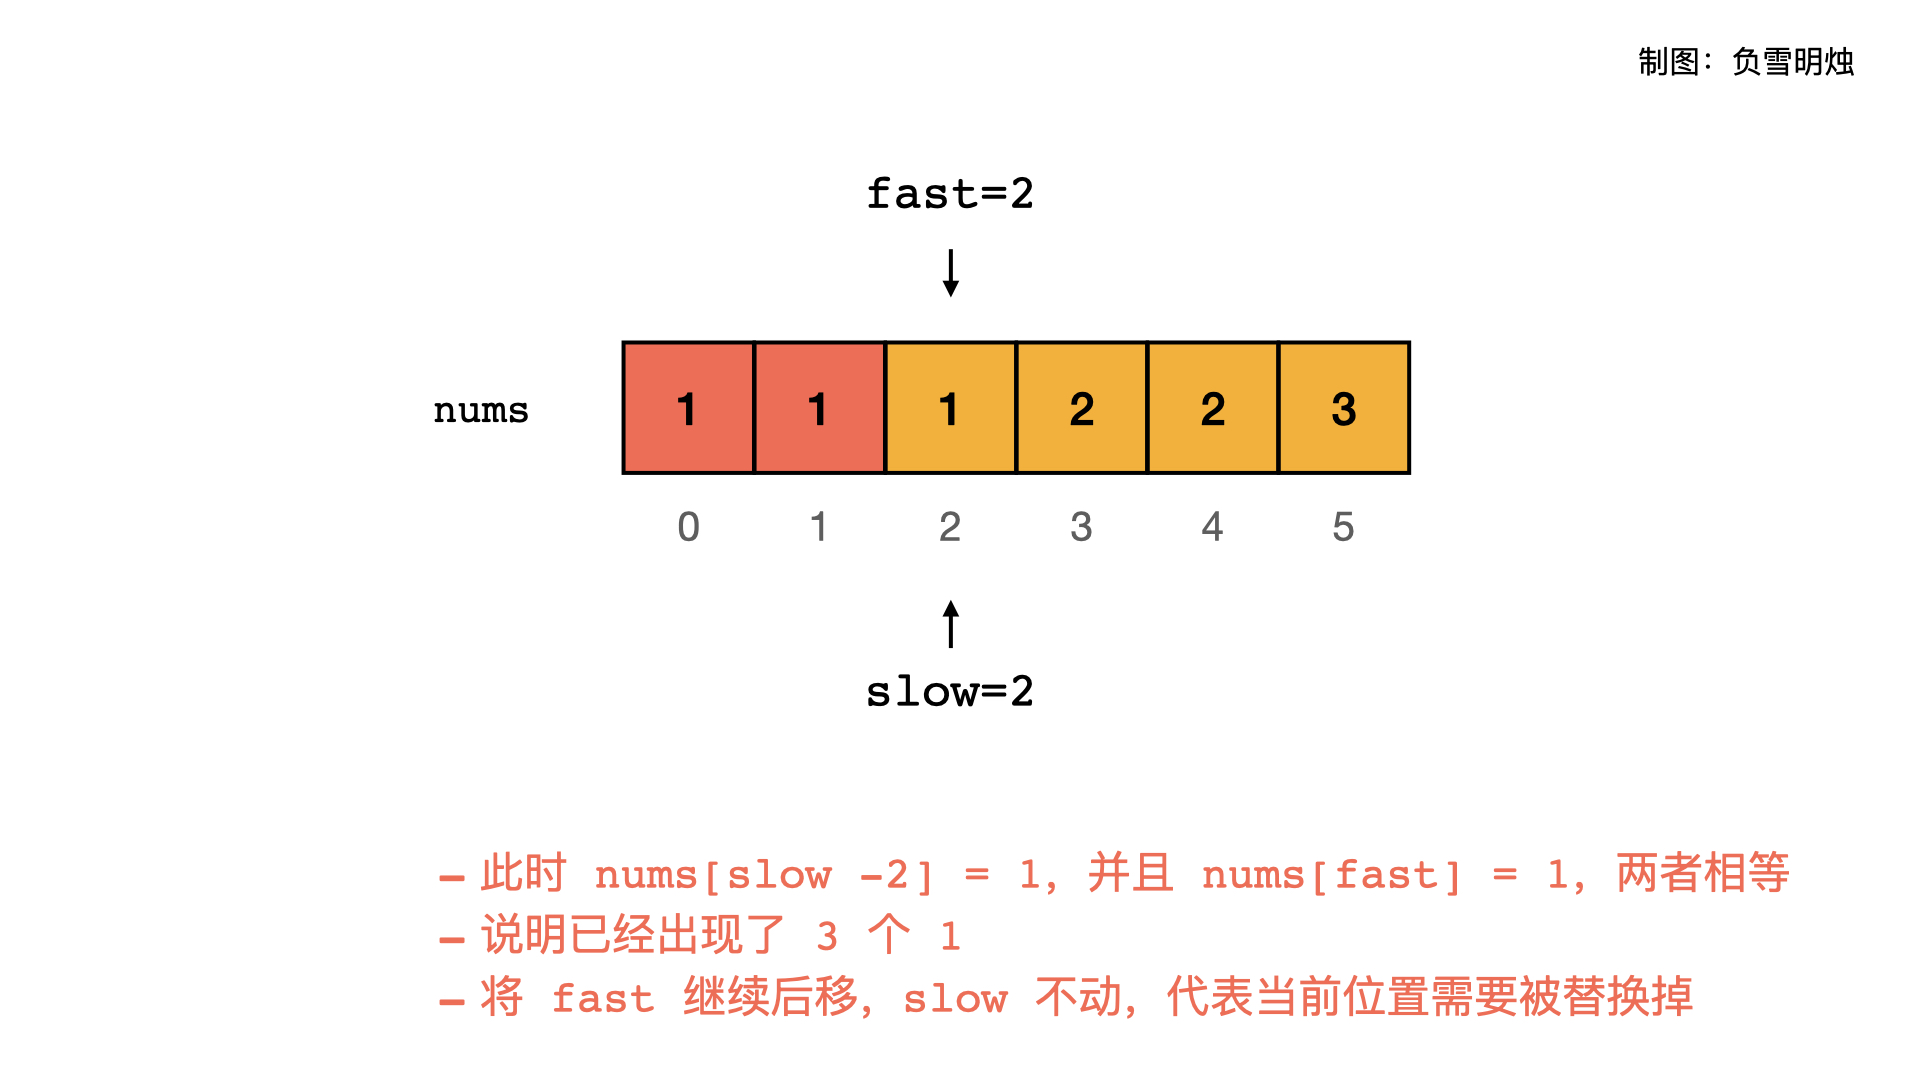 制图：负雪明烛
fast=2
nums 1 1 1 2 2 3
0 1 2 3 4 5
slow=2
- 此时 nums[slow -2] = 1，并且 nums[fast] = 1，两者相等
- 说明已经出现了 3 个 1
- 将 fast 继续后移，slow 不动，代表当前位置需要被替换掉